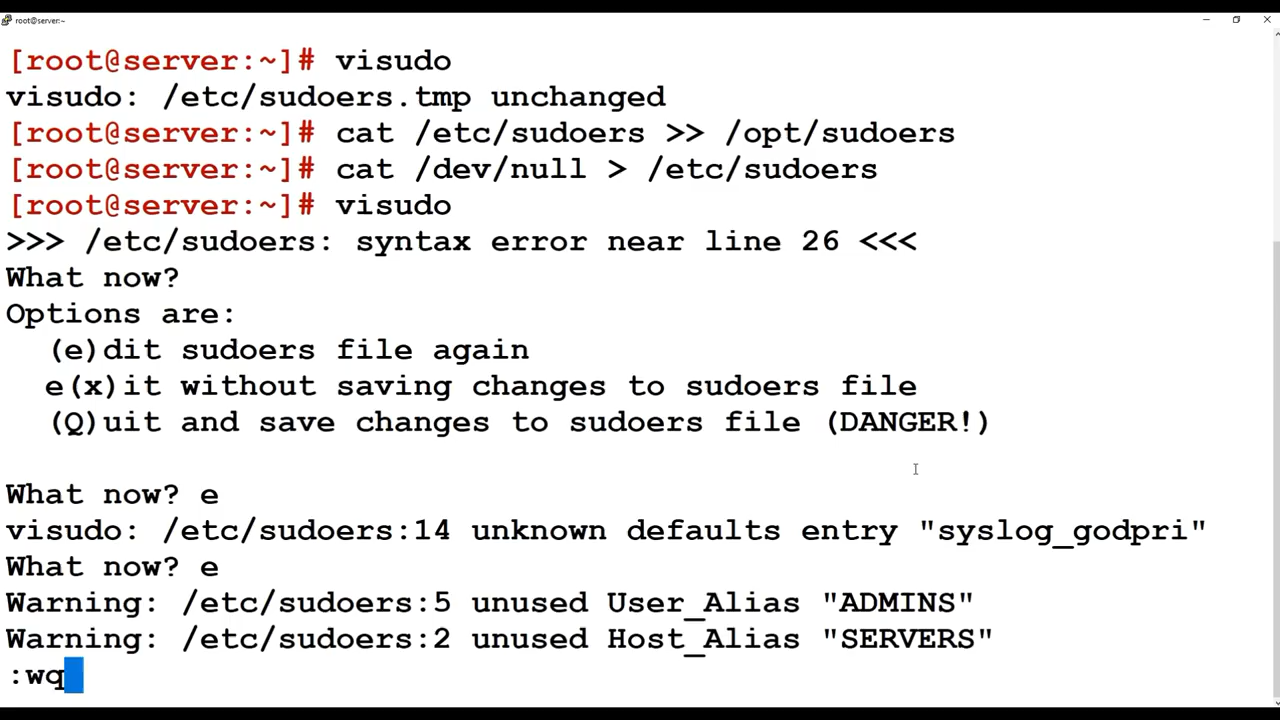 root@server:~
[root@server:~]# visudo
visudo: /etc/sudoers.tmp unchanged
[root@server:~]# cat /etc/sudoers >> /opt/sudoers
[root@server:~]# cat /dev/null > /etc/sudoers
[root@server:~]# visudo
>>> /etc/sudoers: syntax error near line 26 <<<
What now?
Options are:
  (e)dit sudoers file again
  e(x)it without saving changes to sudoers file
  (Q)uit and save changes to sudoers file (DANGER!)
What now? e
visudo: /etc/sudoers:14 unknown defaults entry "syslog_godpri"
What now? e
Warning: /etc/sudoers:5 unused User_Alias "ADMINS"
Warning: /etc/sudoers:2 unused Host_Alias "SERVERS"
:wq